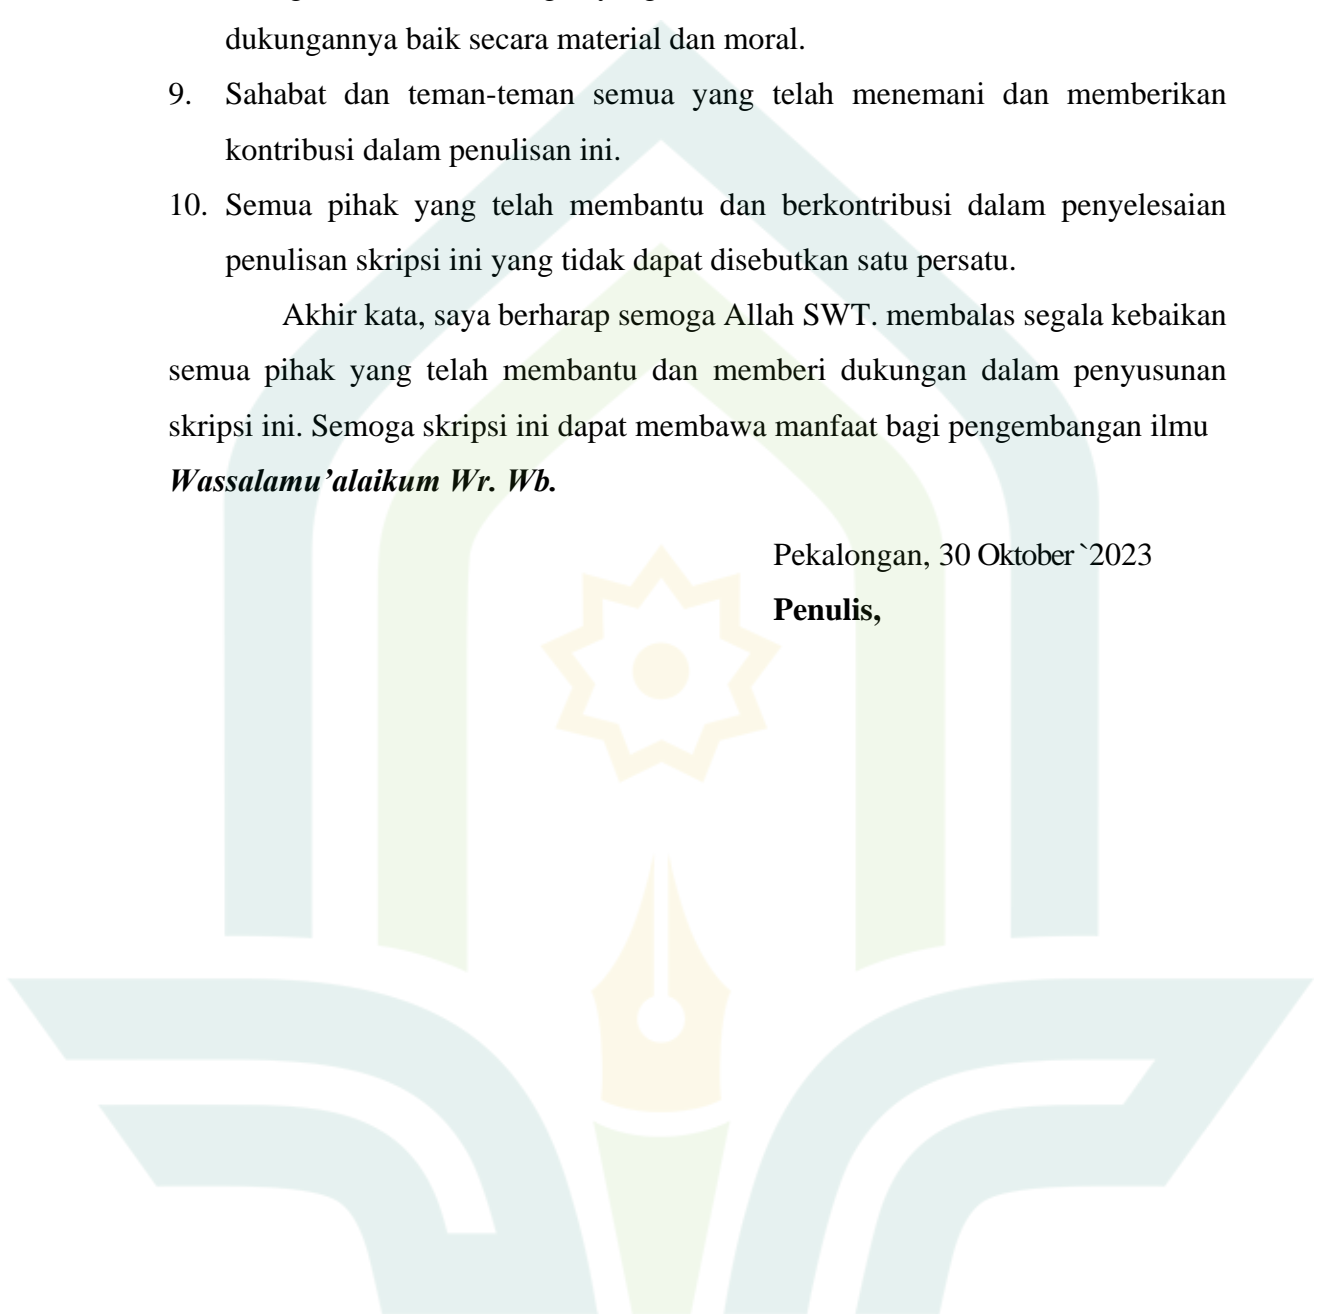 dukungannya baik secara material dan moral.
9. Sahabat dan teman-teman semua yang telah menemani dan memberikan
kontribusi dalam penulisan ini.
10. Semua pihak yang telah membantu dan berkontribusi dalam penyelesaian
penulisan skripsi ini yang tidak dapat disebutkan satu persatu.
Akhir kata, saya berharap semoga Allah SWT. membalas segala kebaikan
semua pihak yang telah membantu dan memberi dukungan dalam penyusunan
skripsi ini. Semoga skripsi ini dapat membawa manfaat bagi pengembangan ilmu
Wassalamu’alaikum Wr. Wb.
Pekalongan, 30 Oktober `2023
Penulis,